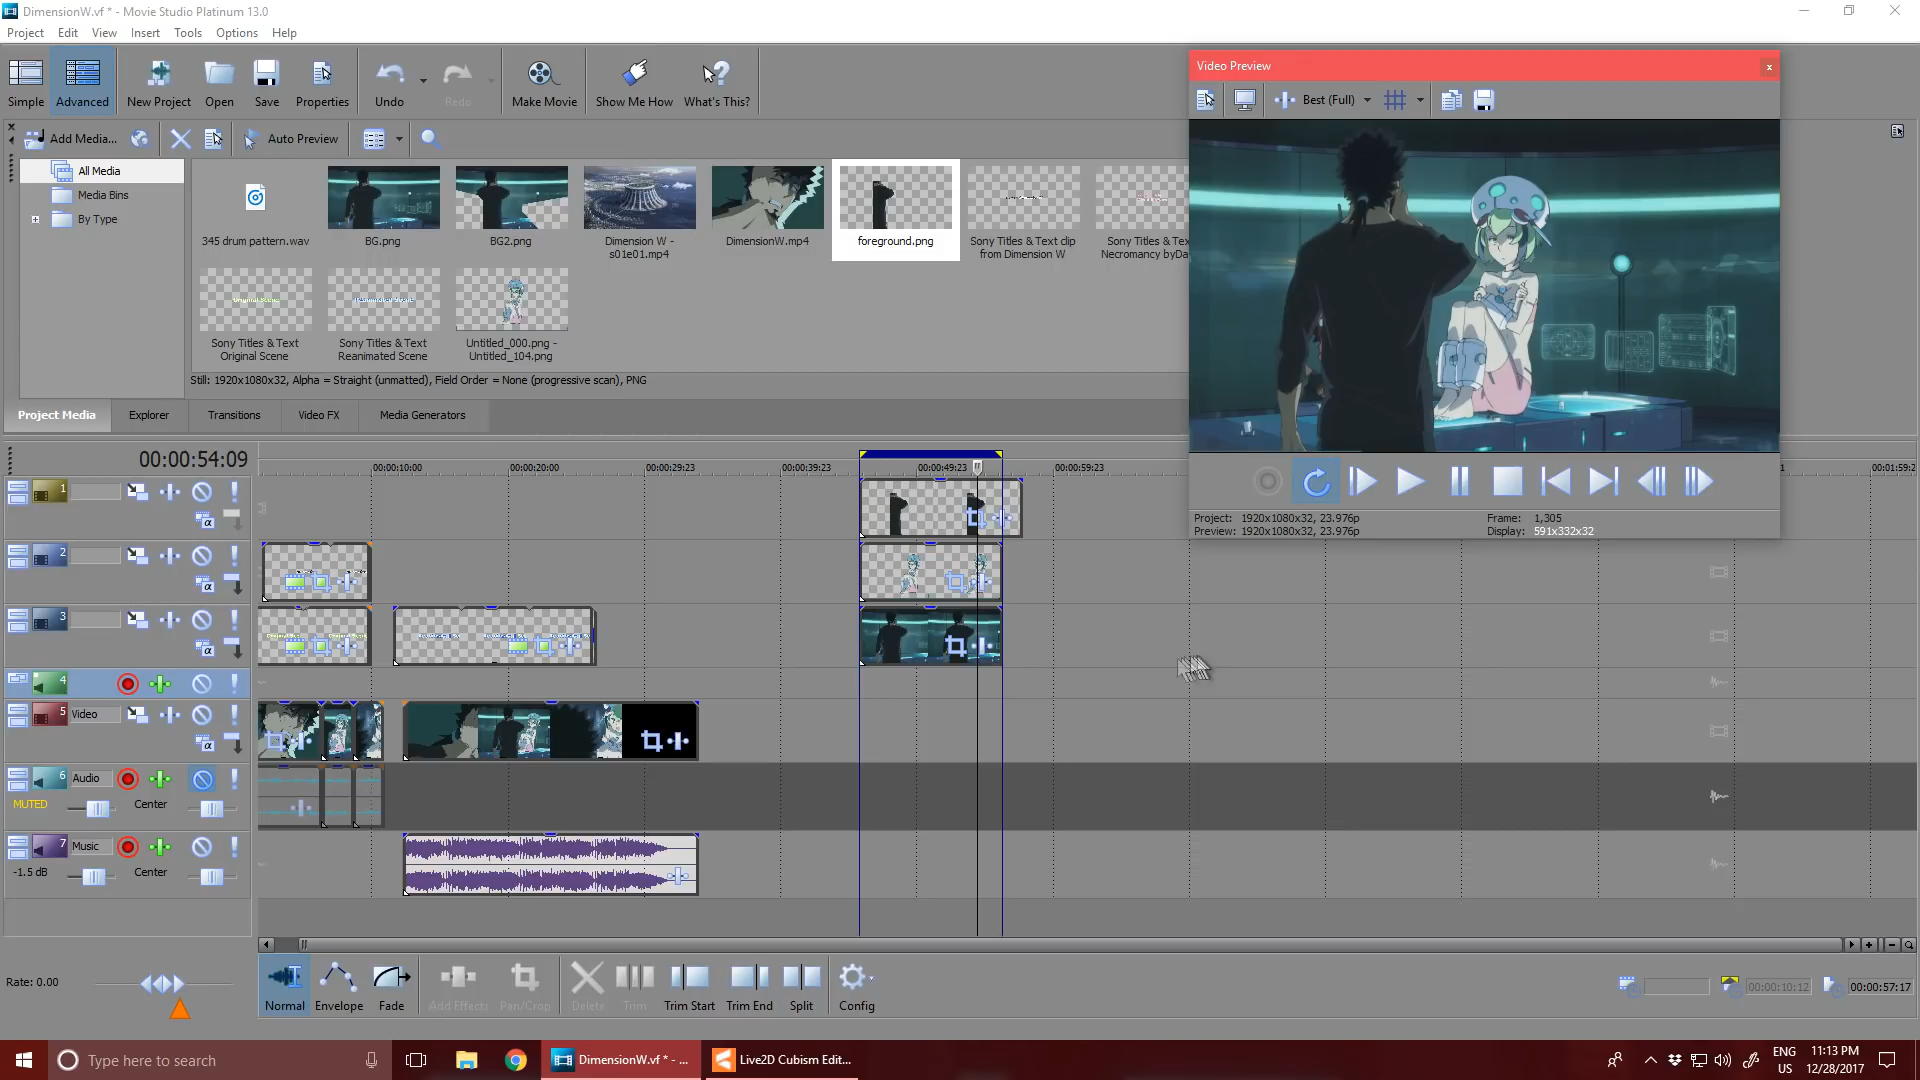 DimensionW.vf * - Movie Studio Platinum 13.0
Project Edit View Insert Tools Options Help
Simple Advanced New Project Open Save Properties Undo Redo Make Movie Show Me How What's This?
Add Media... Auto Preview
All Media
Media Bins
By Type
345 drum pattern.wav
BG.png
BG2.png
Dimension W -
s01e01.mp4
DimensionW.mp4
foreground.png
Sony Titles & Text clip
from Dimension W
Sony Titles & Tex
Necromancy byDa
Sony Titles & Text
Original Scene
Sony Titles & Text
Reanimated Scene
Untitled_000.png -
Untitled_104.png
Still: 1920x1080x32, Alpha = Straight (unmatted), Field Order = None (progressive scan), PNG
Project Media Explorer Transitions Video FX Media Generators
Video Preview
Best (Full)
Project: 1920x1080x32, 23.976p
Preview: 1920x1080x32, 23.976p
Frame: 1,305
Display: 591x332x32
00:00:54:09
00:00:10:00 00:00:20:00 00:00:29:23 00:00:39:23 00:00:49:23 00:00:59:23 00:01:59:2
1
2
3
4
5 Video
6 Audio
MUTED Center
7 Music
-1.5 dB Center
Rate: 0.00
Normal Envelope Fade Add Effects Pan/Crop Delete Trim Trim Start Trim End Split Config
00:00:10:12 00:00:57:17
Type here to search
DimensionW.vf * - ...
Live2D Cubism Edit...
ENG
US
11:13 PM
12/28/2017